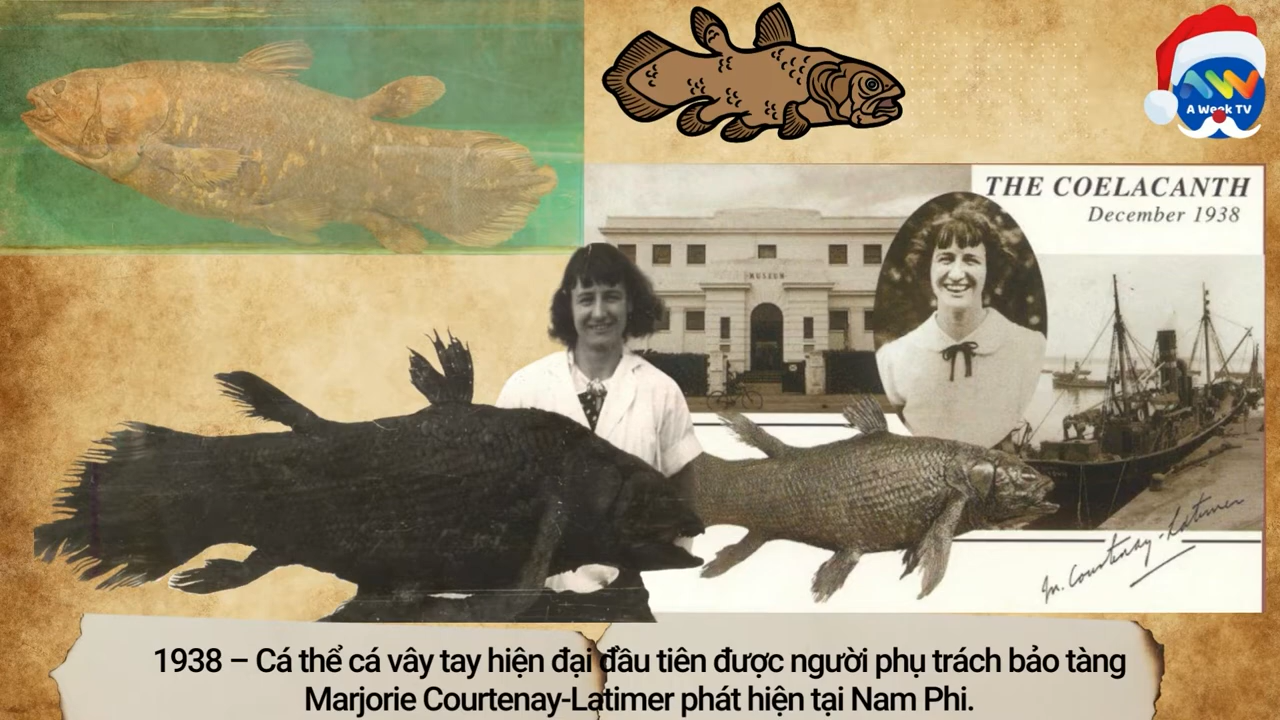 A Week TV
THE COELACANTH
December 1938
MUSEUM
M. Courtenay-Latimer
1938 – Cá thể cá vây tay hiện đại đầu tiên được người phụ trách bảo tàng
Marjorie Courtenay-Latimer phát hiện tại Nam Phi.